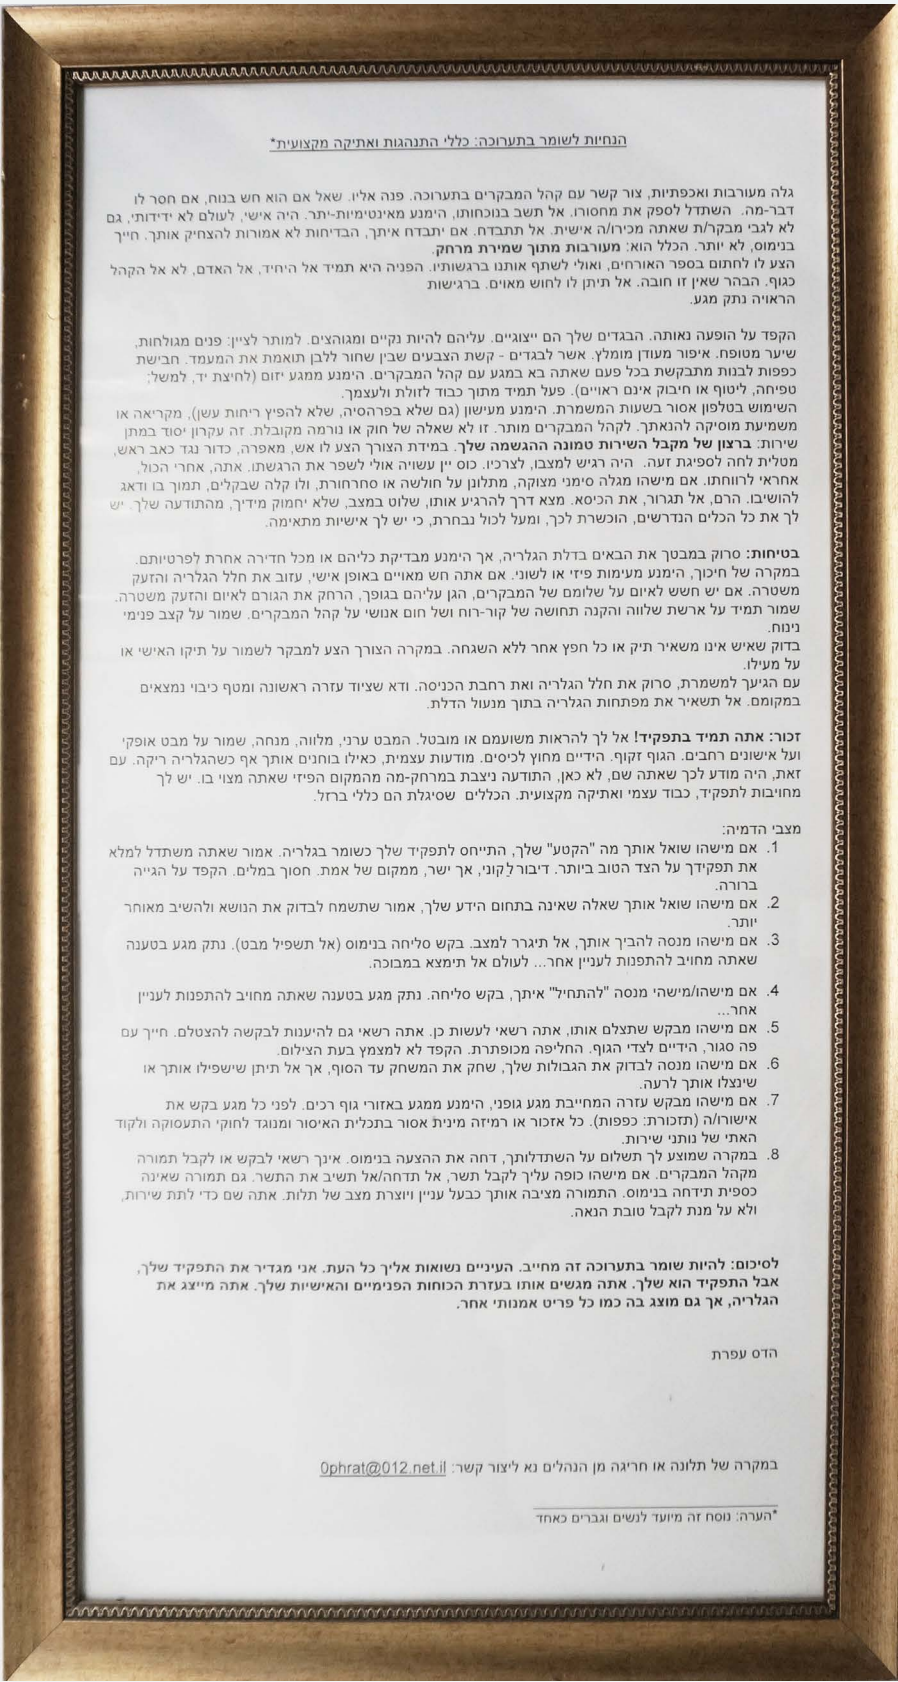 הנחיות לשומר בתערוכה: כללי התנהגות ואתיקה מקצועית*
גלה מעורבות ואכפתיות, צור קשר עם קהל המבקרים בתערוכה. פנה אליו. שאל אם הוא חש בנוח, אם חסר לו
דבר-מה. השתדל לספק את מחסורו. אל תשב בנוכחותו, הימנע מאינטימיות-יתר. היה אישי, לעולם לא ידידותי, גם
לא לגבי מבקר/ת שאתה מכירו/ה אישית. אל תתבדח. אם יתבדח איתך, הבדיחות לא אמורות להצחיק אותך. חייך
בנימוס, לא יותר. הכלל הוא: מעורבות מתוך שמירת מרחק.
הצע לו לחתום בספר האורחים, ואולי לשתף אותנו ברגשותיו. הפניה היא תמיד אל היחיד, אל האדם, לא אל הקהל
כגוף. הבהר שאין זו חובה. אל תיתן לו לחוש מאוים. ברגישות
הראויה נתק מגע.
הקפד על הופעה נאותה. הבגדים שלך הם ייצוגיים. עליהם להיות נקיים ומגוהצים. למותר לציין: פנים מגולחות,
שיער מטופח. איפור מעודן מומלץ. אשר לבגדים - קשת הצבעים שבין שחור ללבן תואמת את המעמד. חבישת
כפפות לבנות מתבקשת בכל פעם שאתה בא במגע עם קהל המבקרים. הימנע ממגע יזום (לחיצת יד, למשל;
טפיחה, ליטוף או חיבוק אינם ראויים). פעל תמיד מתוך כבוד לזולת ולעצמך.
השימוש בטלפון אסור בשעות המשמרת. הימנע מעישון (גם שלא בפרהסיה, שלא להפיץ ריחות עשן), מקריאה או
משמיעת מוסיקה להנאתך. לקהל המבקרים מותר. זו לא שאלה של חוק או נורמה מקובלת. זה עקרון יסוד במתן
שירות: ברצון של מקבל השירות טמונה ההגשמה שלך. במידת הצורך הצע לו אש, מאפרה, כדור נגד כאב ראש,
מטלית לחה לספיגת זעה. היה רגיש למצבו, לצרכיו. כוס יין עשויה אולי לשפר את הרגשתו. אתה, אחרי הכול,
אחראי לרווחתו. אם מישהו מגלה סימני מצוקה, מתלונן על חולשה או סחרחורת, ולו קלה שבקלים, תמוך בו ודאג
להושיבו. הרם, אל תגרור, את הכיסא. מצא דרך להרגיע אותו, שלוט במצב, שלא יחמוק מידיך, מהתודעה שלך. יש
לך את כל הכלים הנדרשים, הוכשרת לכך, ומעל לכול נבחרת, כי יש לך אישיות מתאימה.
בטיחות: סרוק במבטך את הבאים בדלת הגלריה, אך הימנע מבדיקת כליהם או מכל חדירה אחרת לפרטיותם.
במקרה של חיכוך, הימנע מעימות פיזי או לשוני. אם אתה חש מאויים באופן אישי, עזוב את חלל הגלריה והזעק
משטרה. אם יש חשש לאיום על שלומם של המבקרים, הגן עליהם בגופך, הרחק את הגורם לאיום והזעק משטרה.
שמור תמיד על ארשת שלווה והקנה תחושה של קור-רוח ושל חום אנושי על קהל המבקרים. שמור על קצב פנימי
נינוח.
בדוק שאיש אינו משאיר תיק או כל חפץ אחר ללא השגחה. במקרה הצורך הצע למבקר לשמור על תיקו האישי או
על מעילו.
עם הגיעך למשמרת, סרוק את חלל הגלריה ואת רחבת הכניסה. ודא שציוד עזרה ראשונה ומטף כיבוי נמצאים
במקומם. אל תשאיר את מפתחות הגלריה בתוך מנעול הדלת.
זכור: אתה תמיד בתפקיד! אל לך להראות משועמם או מובטל. המבט ערני, מלווה, מנחה, שמור על מבט אופקי
ועל אישונים רחבים. הגוף זקוף. הידיים מחוץ לכיסים. מודעות עצמית, כאילו בוחנים אותך אף כשהגלריה ריקה. עם
זאת, היה מודע לכך שאתה שם, לא כאן, התודעה ניצבת במרחק-מה מהמקום הפיזי שאתה מצוי בו. יש לך
מחויבות לתפקיד, כבוד עצמי ואתיקה מקצועית. הכללים שסיגלת הם כללי ברזל.
מצבי הדמיה:
1. אם מישהו שואל אותך מה "הקטע" שלך, התייחס לתפקיד שלך כשומר בגלריה. אמור שאתה משתדל למלא
את תפקידך על הצד הטוב ביותר. דיבור לקוני, אך ישר, ממקום של אמת. חסוך במלים. הקפד על הגייה
ברורה.
2. אם מישהו שואל אותך שאלה שאינה בתחום הידע שלך, אמור שתשמח לבדוק את הנושא ולהשיב מאוחר
יותר.
3. אם מישהו מנסה להביך אותך, אל תיגרר למצב. בקש סליחה בנימוס (אל תשפיל מבט). נתק מגע בטענה
שאתה מחויב להתפנות לעניין אחר... לעולם אל תימצא במבוכה.
4. אם מישהו/מישהי מנסה "להתחיל" איתך, בקש סליחה. נתק מגע בטענה שאתה מחויב להתפנות לעניין
אחר...
5. אם מישהו מבקש שתצלם אותו, אתה רשאי לעשות כן. אתה רשאי גם להיענות לבקשה להצטלם. חייך עם
פה סגור, הידיים לצדי הגוף. החליפה מכופתרת. הקפד לא למצמץ בעת הצילום.
6. אם מישהו מנסה לבדוק את הגבולות שלך, שחק את המשחק עד הסוף, אך אל תיתן שישפילו אותך או
שינצלו אותך לרעה.
7. אם מישהו מבקש עזרה המחייבת מגע גופני, הימנע ממגע באזורי גוף רכים. לפני כל מגע בקש את
אישורו/ה (תזכורת: כפפות). כל אזכור או רמיזה מינית אסור בתכלית האיסור ומנוגד לחוקי התעסוקה ולקוד
האתי של נותני שירות.
8. במקרה שמוצע לך תשלום על השתדלותך, דחה את ההצעה בנימוס. אינך רשאי לבקש או לקבל תמורה
מקהל המבקרים. אם מישהו כופה עליך לקבל תשר, אל תדחה/אל תשיב את התשר. גם תמורה שאינה
כספית תידחה בנימוס. התמורה מציבה אותך כבעל עניין ויוצרת מצב של תלות. אתה שם כדי לתת שירות,
ולא על מנת לקבל טובת הנאה.
לסיכום: להיות שומר בתערוכה זה מחייב. העיניים נשואות אליך כל העת. אני מגדיר את התפקיד שלך,
אבל התפקיד הוא שלך. אתה מגשים אותו בעזרת הכוחות הפנימיים והאישיות שלך. אתה מייצג את
הגלריה, אך גם מוצג בה כמו כל פריט אמנותי אחר.
הדס עפרת
במקרה של תלונה או חריגה מן הנהלים נא ליצור קשר: 0phrat@012.net.il
*הערה: נוסח זה מיועד לנשים וגברים כאחד